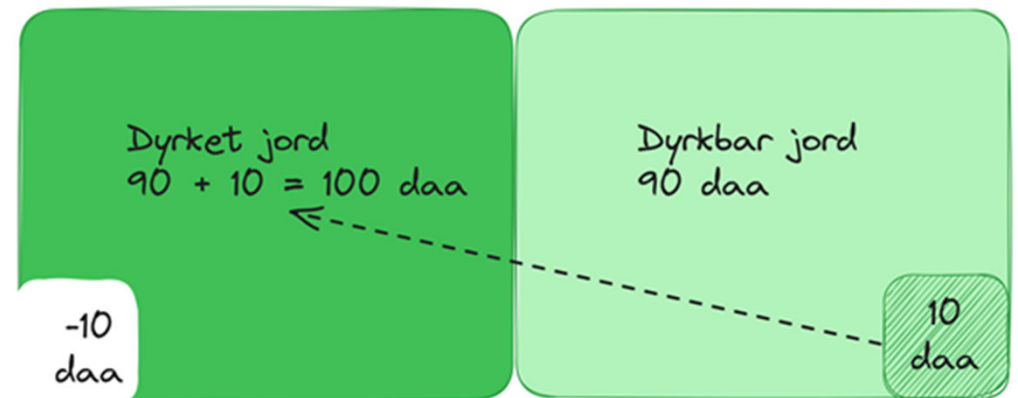 Dyrket jord
90 + 10 = 100 daa
-10
daa
Dyrkbar jord
90 daa
10
daa